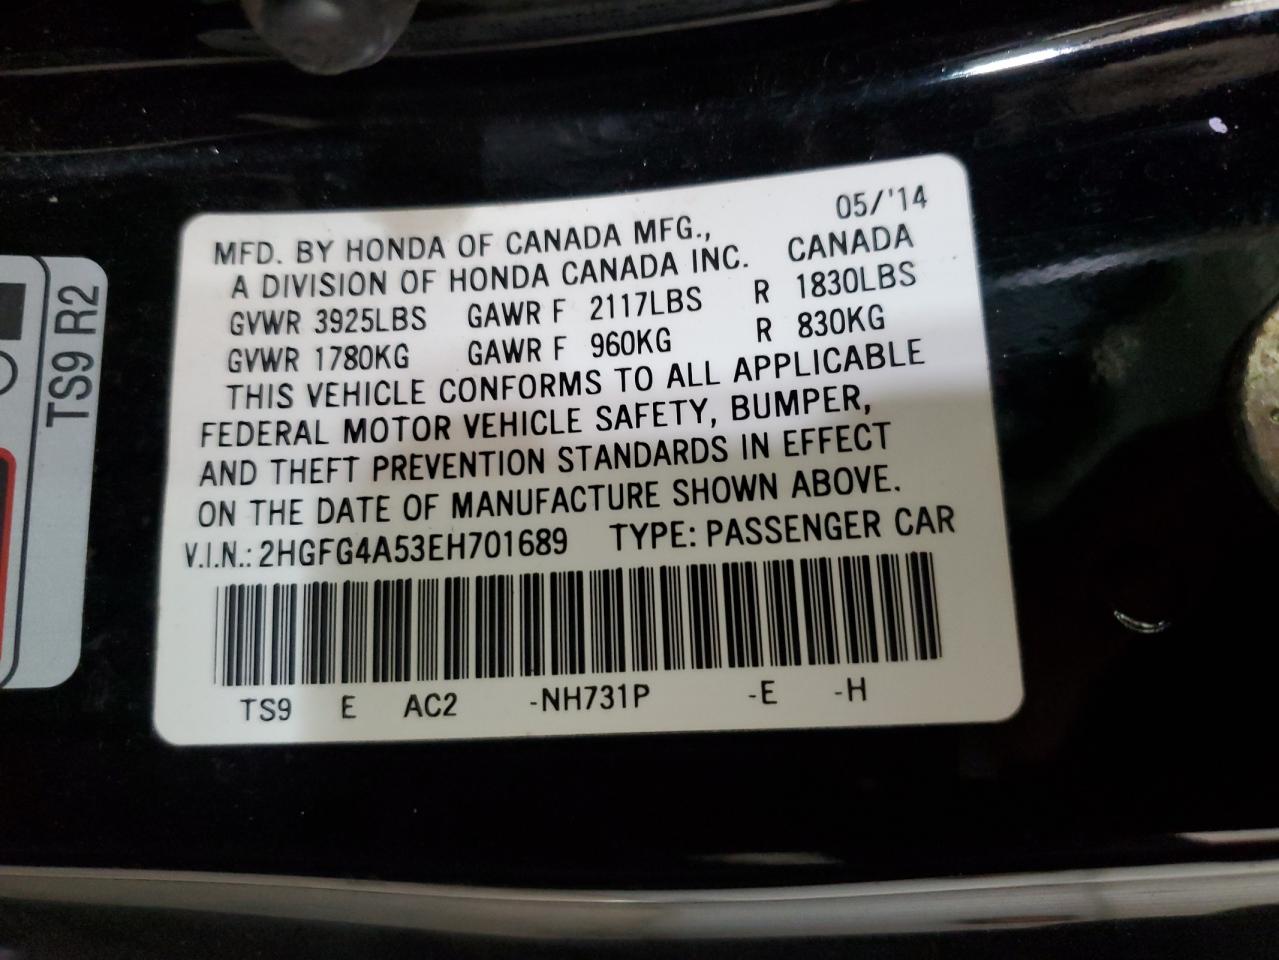 05/'14
MFD. BY HONDA OF CANADA MFG.,
A DIVISION OF HONDA CANADA INC. CANADA
GVWR 3925LBS GAWR F 2117LBS R 1830LBS
GVWR 1780KG GAWR F 960KG R 830KG
THIS VEHICLE CONFORMS TO ALL APPLICABLE
FEDERAL MOTOR VEHICLE SAFETY, BUMPER,
AND THEFT PREVENTION STANDARDS IN EFFECT
ON THE DATE OF MANUFACTURE SHOWN ABOVE.
V.I.N.: 2HGFG4A53EH701689 TYPE: PASSENGER CAR
TS9 E AC2 -NH731P -E -H
TS9 R2